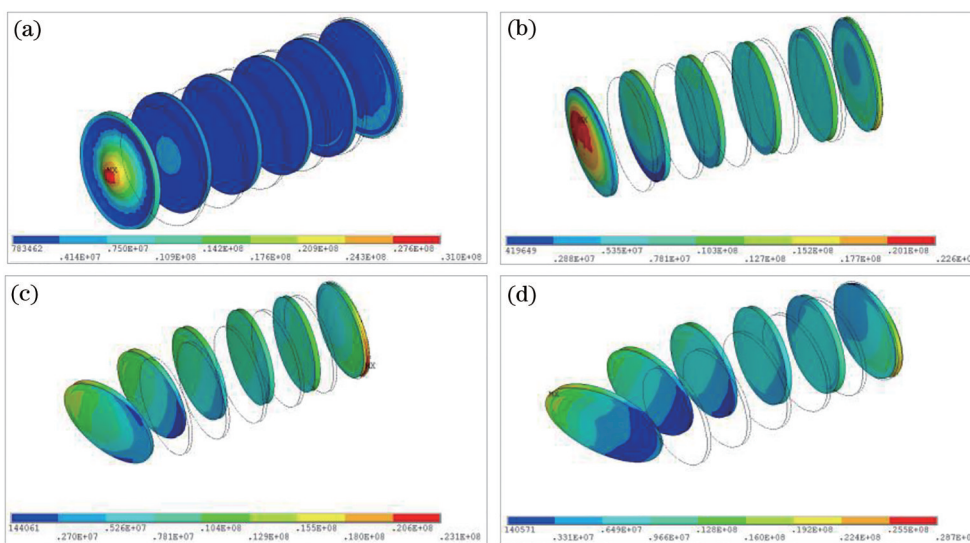 (a)
783462 .750E+07 .142E+08 .209E+08 .276E+08
.414E+07 .109E+08 .176E+08 .243E+08 .310E+08
(b)
419649 .535E+07 .103E+08 .152E+08 .201E+08
.288E+07 .781E+07 .127E+08 .177E+08 .226E+0
(c)
144061 .526E+07 .104E+08 .155E+08 .206E+08
.270E+07 .781E+07 .129E+08 .180E+08 .231E+08
(d)
140571 .649E+07 .128E+08 .192E+08 .255E+08
.331E+07 .966E+07 .160E+08 .224E+08 .287E+0